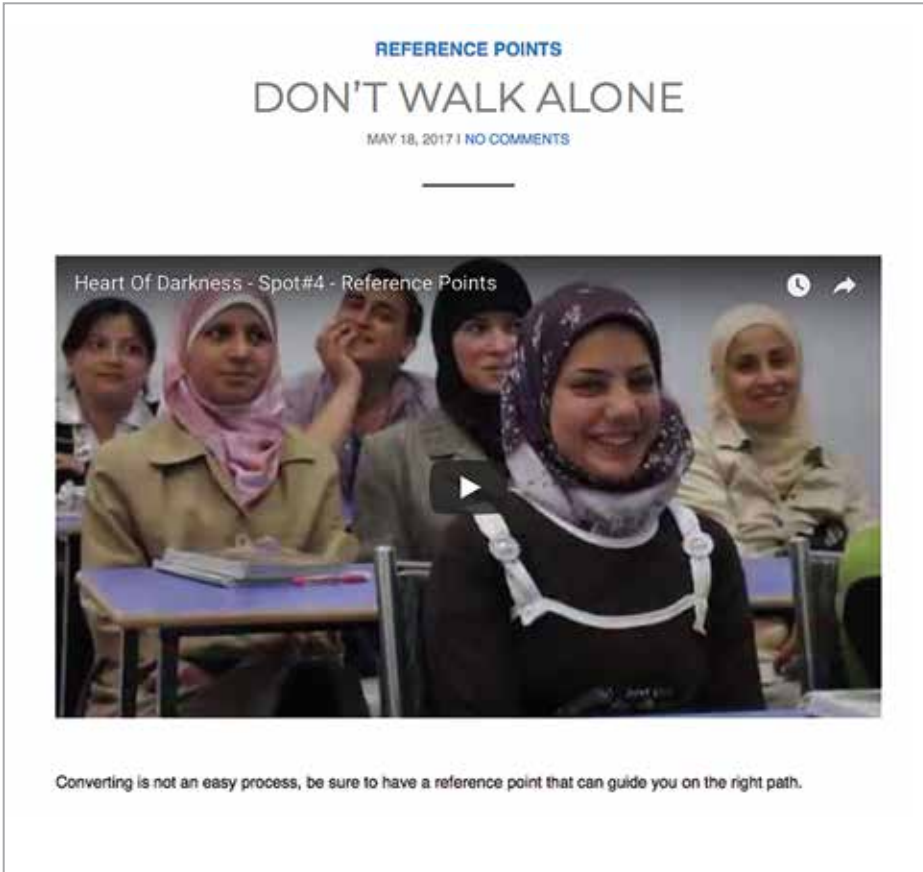 REFERENCE POINTS
DON'T WALK ALONE
MAY 18, 2017 I NO COMMENTS
Heart Of Darkness - Spot#4 - Reference Points
Converting is not an easy process, be sure to have a reference point that can guide you on the right path.